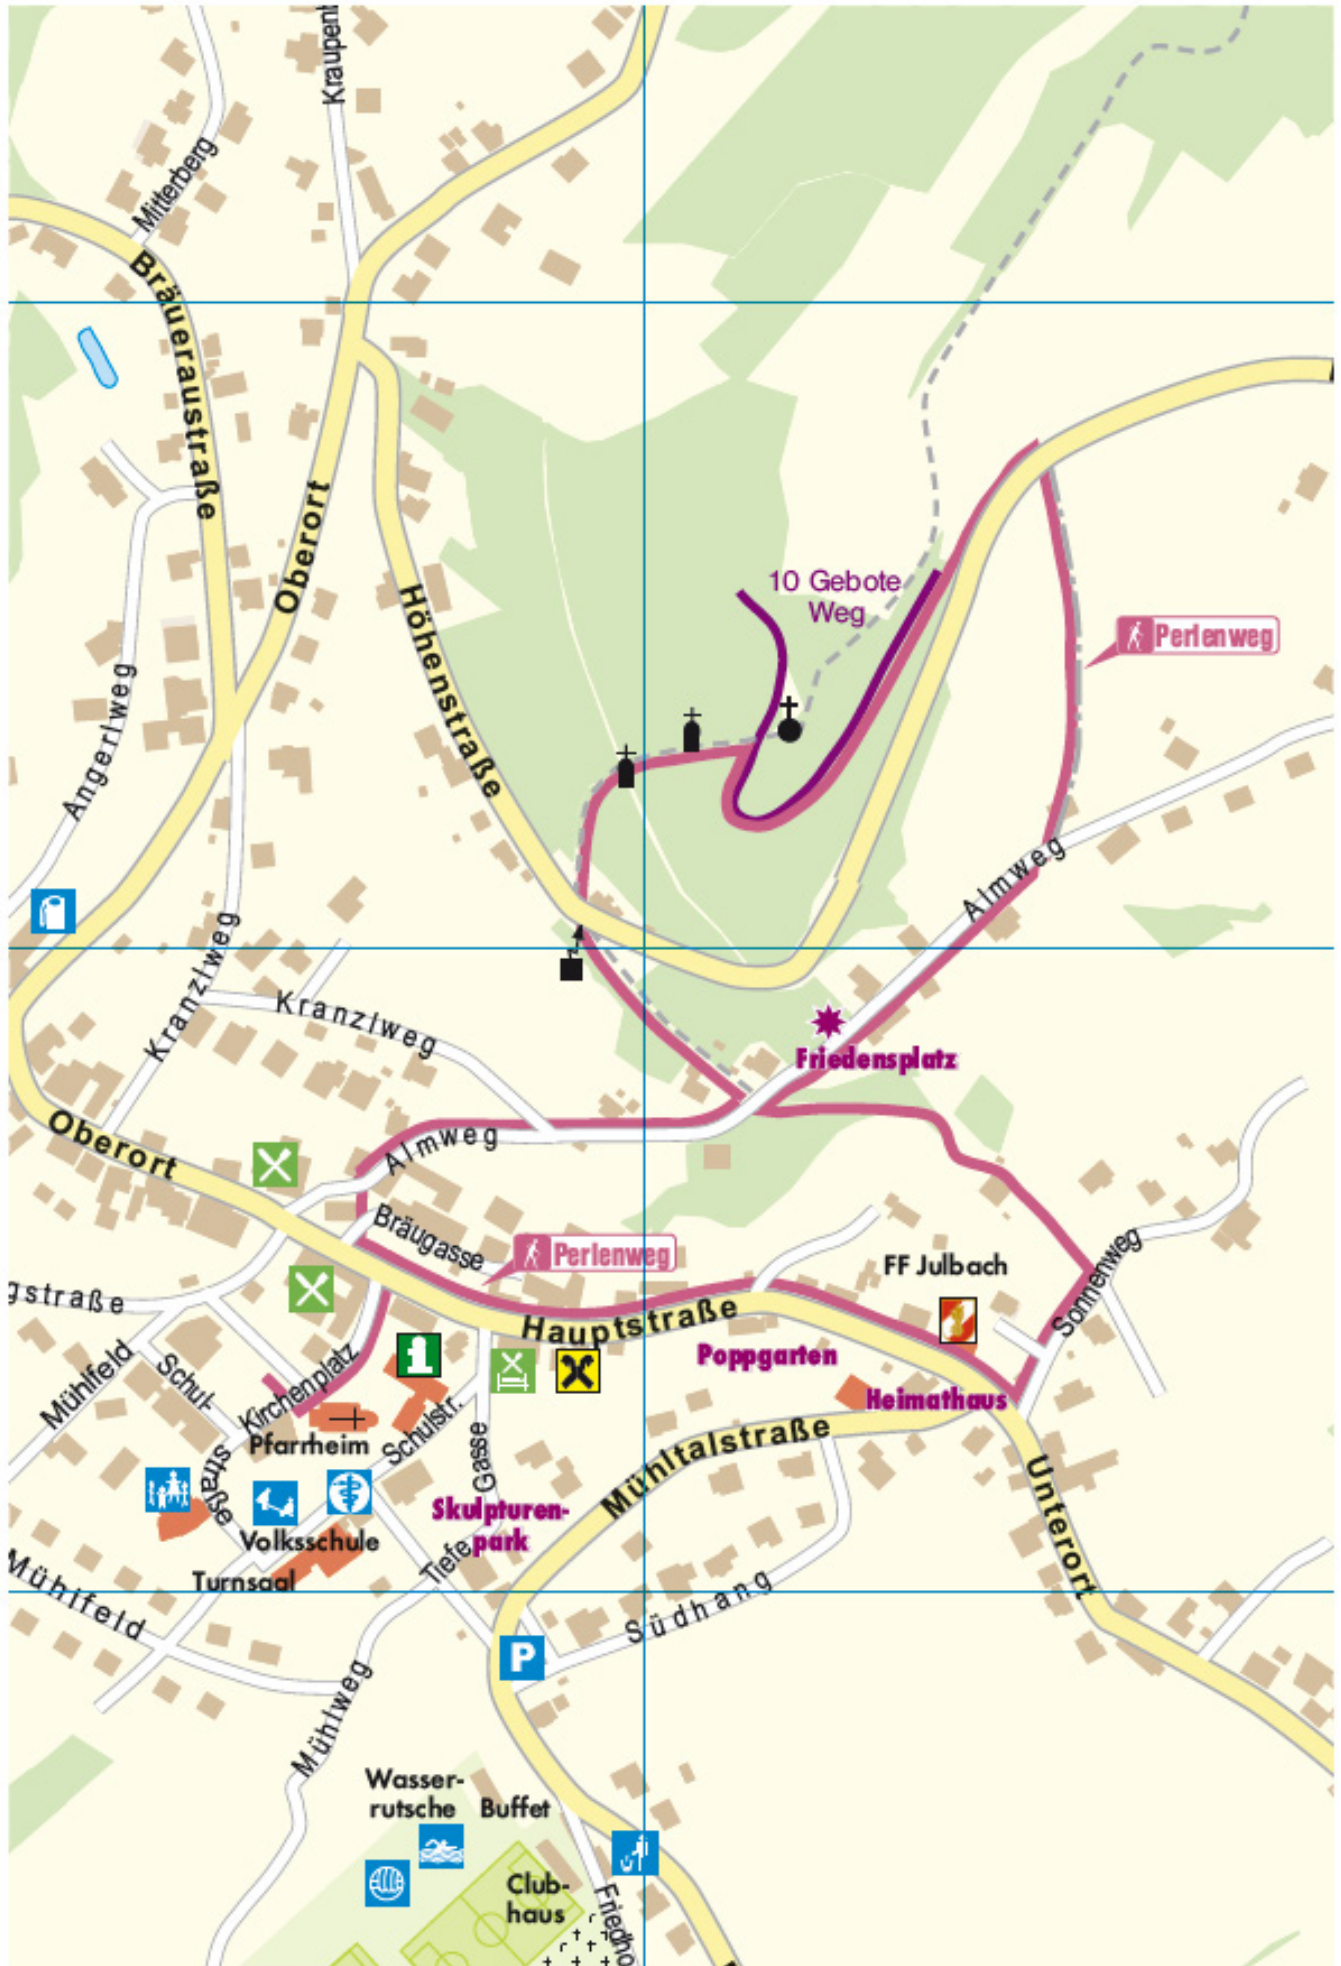 Kraupen
Mitterberg
Bräueraustraße
Oberort
Höhenstraße
10 Gebote
Weg
Perlenweg
Angerlweg
Almweg
Kranzlweg
Kranzlweg
Friedensplatz
Oberort
Almweg
Bräugasse
Perlenweg
FF Julbach
Sonnenweg
gstraße
Hauptstraße
Poppgarten
Heimathaus
Mühlfeld
Schul-
straße
Kirchenplatz
Pfarrheim
Schulstr.
Tiefe Gasse
Mühltalstraße
Unterort
Skulpturen-
park
Volksschule
Turnsaal
Mühlfeld
Südhang
P
Mühlweg
Wasser-
rutsche
Buffet
Club-
haus
Friedho